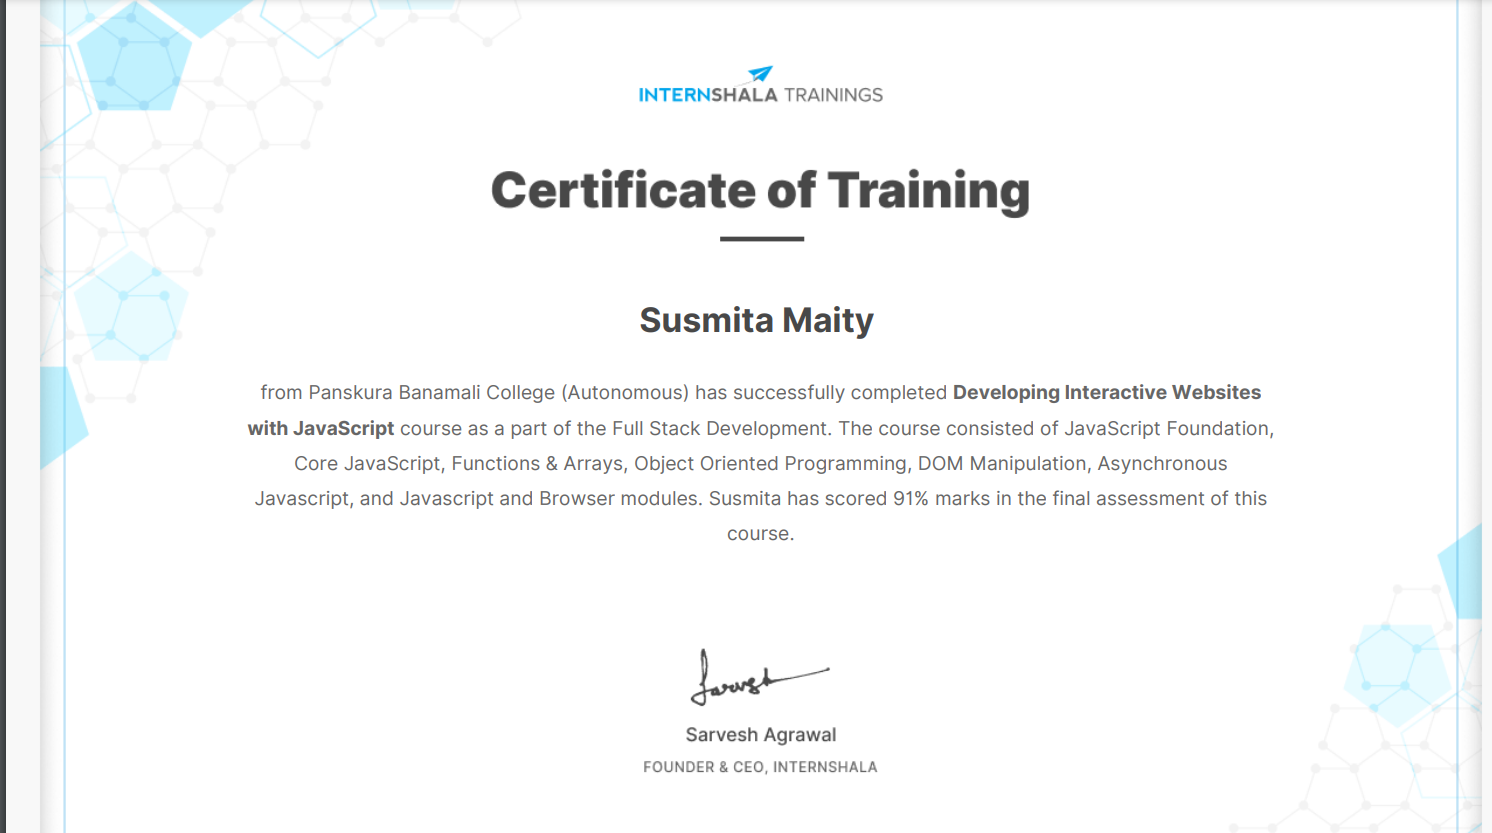 INTERNSHALA TRAININGS
Certificate of Training
Susmita Maity
from Panskura Banamali College (Autonomous) has successfully completed Developing Interactive Websites
with JavaScript course as a part of the Full Stack Development. The course consisted of JavaScript Foundation,
Core JavaScript, Functions & Arrays, Object Oriented Programming, DOM Manipulation, Asynchronous
Javascript, and Javascript and Browser modules. Susmita has scored 91% marks in the final assessment of this
course.
Sarvesh
Sarvesh Agrawal
FOUNDER & CEO, INTERNSHALA